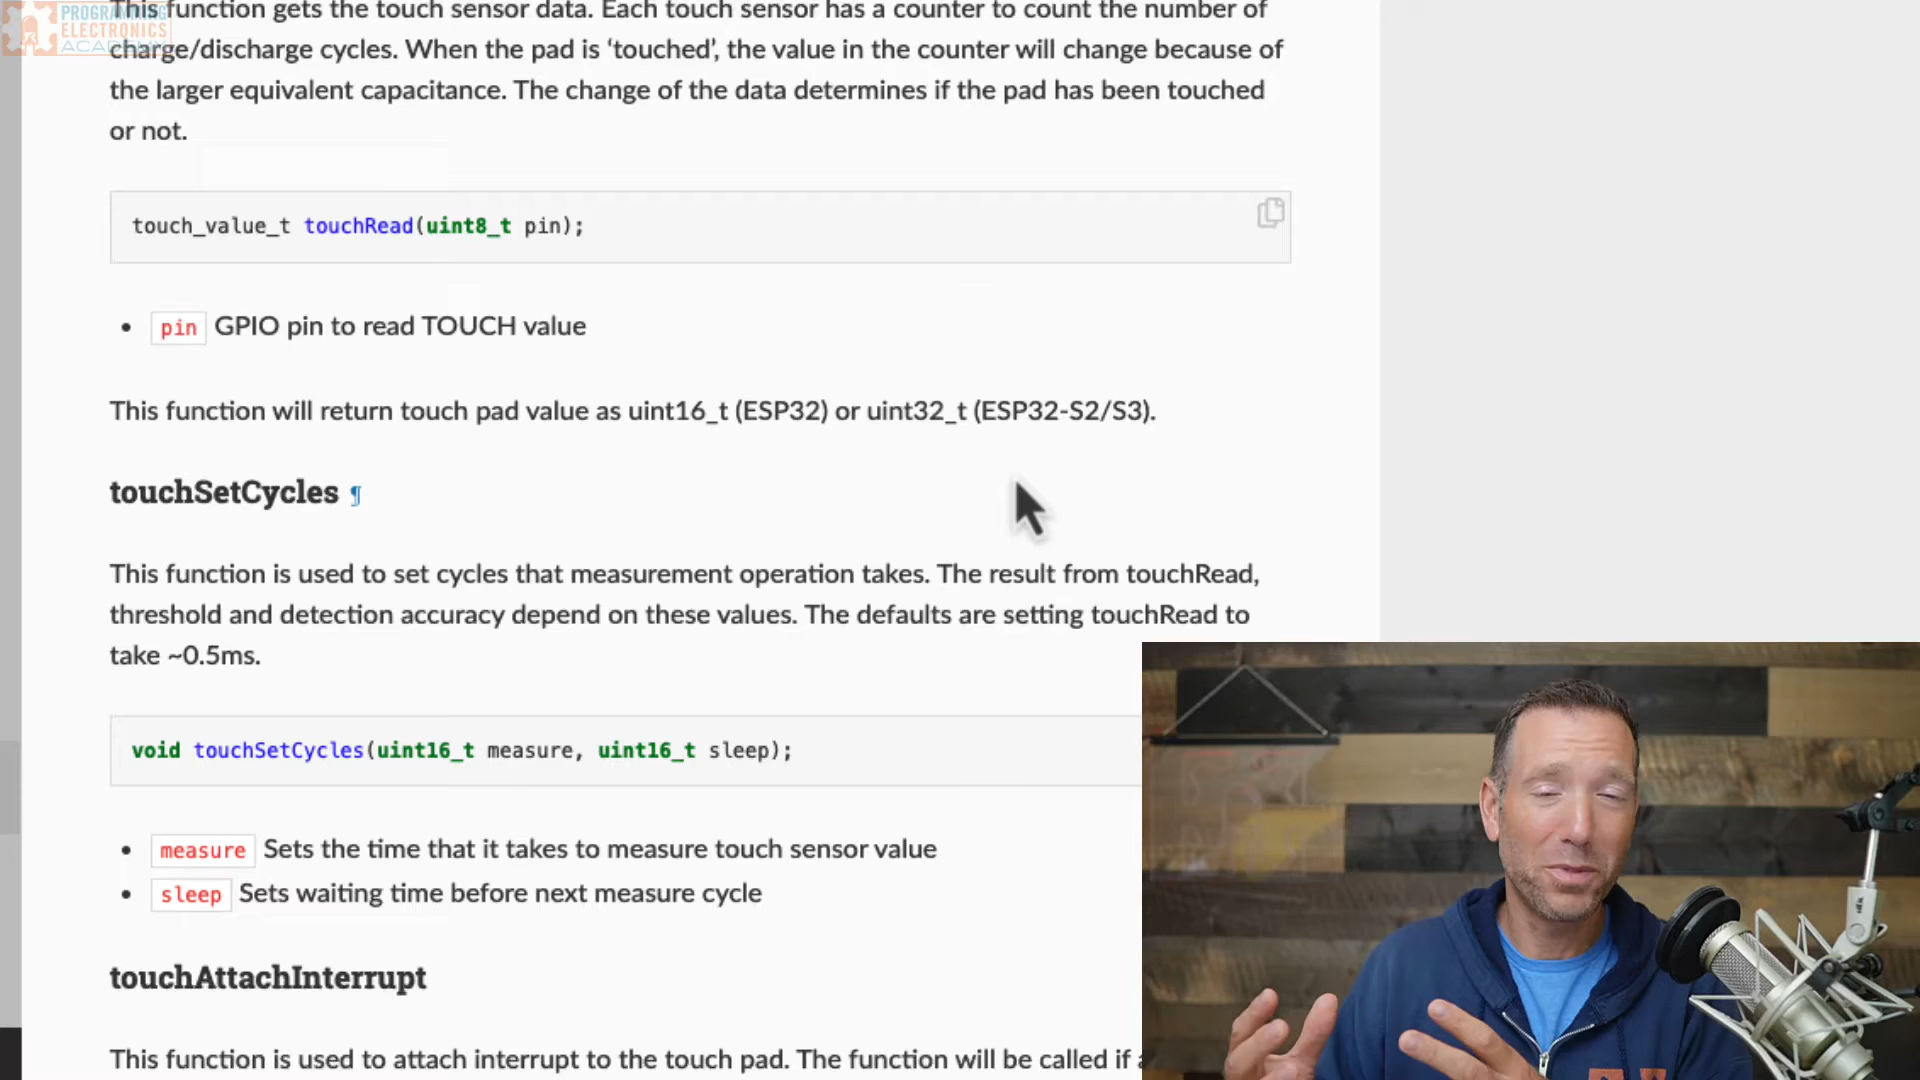 PROGRAMMING
ELECTRONICS
ACADEMY
This function gets the touch sensor data. Each touch sensor has a counter to count the number of
charge/discharge cycles. When the pad is ‘touched’, the value in the counter will change because of
the larger equivalent capacitance. The change of the data determines if the pad has been touched
or not.
touch_value_t touchRead(uint8_t pin);
• pin GPIO pin to read TOUCH value
This function will return touch pad value as uint16_t (ESP32) or uint32_t (ESP32-S2/S3).
touchSetCycles ¶
This function is used to set cycles that measurement operation takes. The result from touchRead,
threshold and detection accuracy depend on these values. The defaults are setting touchRead to
take ~0.5ms.
void touchSetCycles(uint16_t measure, uint16_t sleep);
• measure Sets the time that it takes to measure touch sensor value
• sleep Sets waiting time before next measure cycle
touchAttachInterrupt
This function is used to attach interrupt to the touch pad. The function will be called if